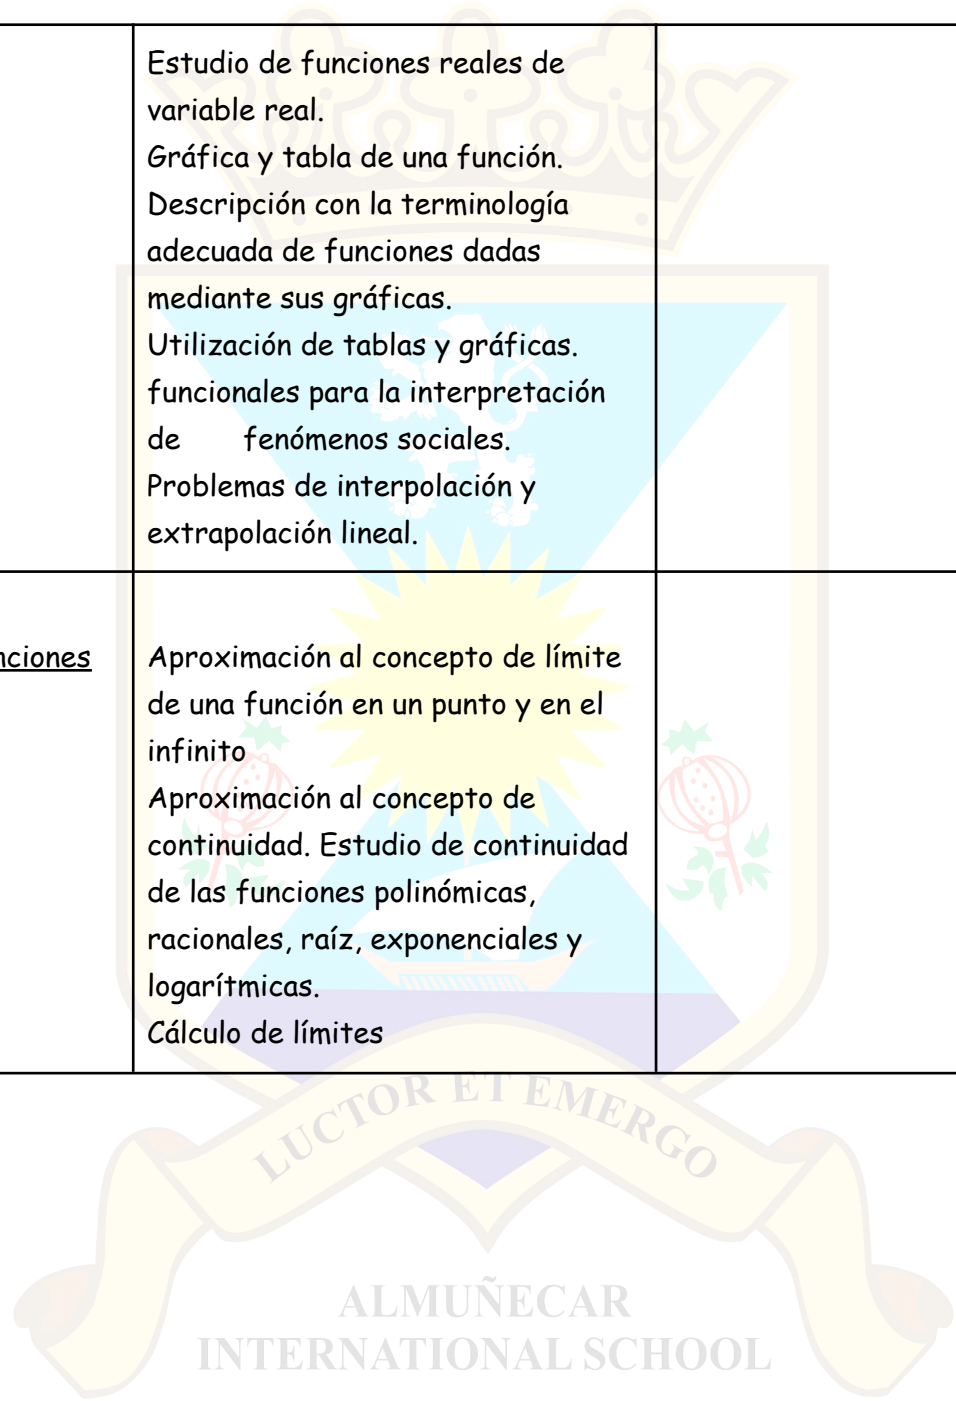 Estudio de funciones reales de
variable real.
Gráfica y tabla de una función.
Descripción con la terminología
adecuada de funciones dadas
mediante sus gráficas.
Utilización de tablas y gráficas.
funcionales para la interpretación
de fenómenos sociales.
Problemas de interpolación y
extrapolación lineal.
nciones
Aproximación al concepto de límite
de una función en un punto y en el
infinito
Aproximación al concepto de
continuidad. Estudio de continuidad
de las funciones polinómicas,
racionales, raíz, exponenciales y
logarítmicas.
Cálculo de límites
LUCTOR ET EMERGO
ALMUÑECAR
INTERNATIONAL SCHOOL